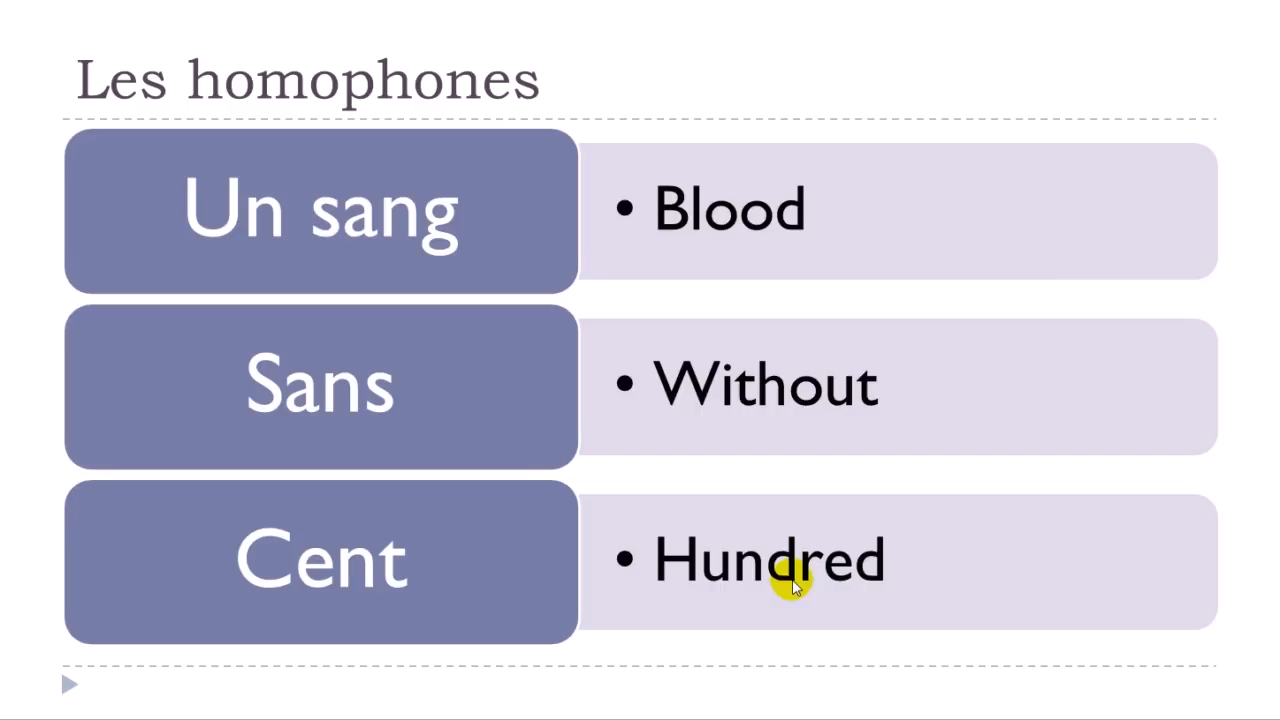 Les homophones
Un sang
• Blood
Sans
• Without
Cent
• Hundred